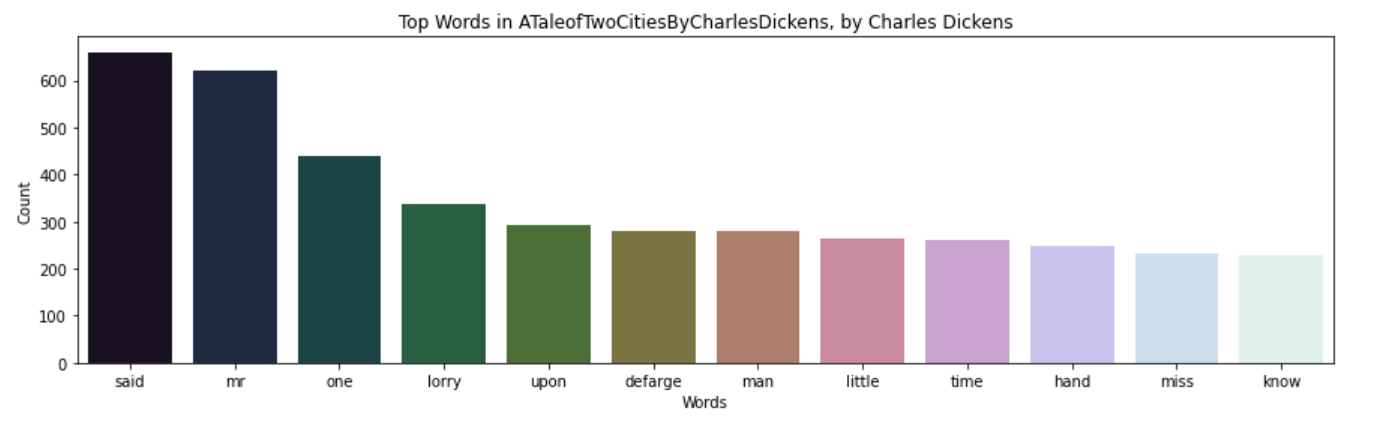 Top Words in ATaleofTwoCitiesByCharlesDickens, by Charles Dickens
Count
600
500
400
300
200
100
0
said mr one lorry upon defarge man little time hand miss know
Words